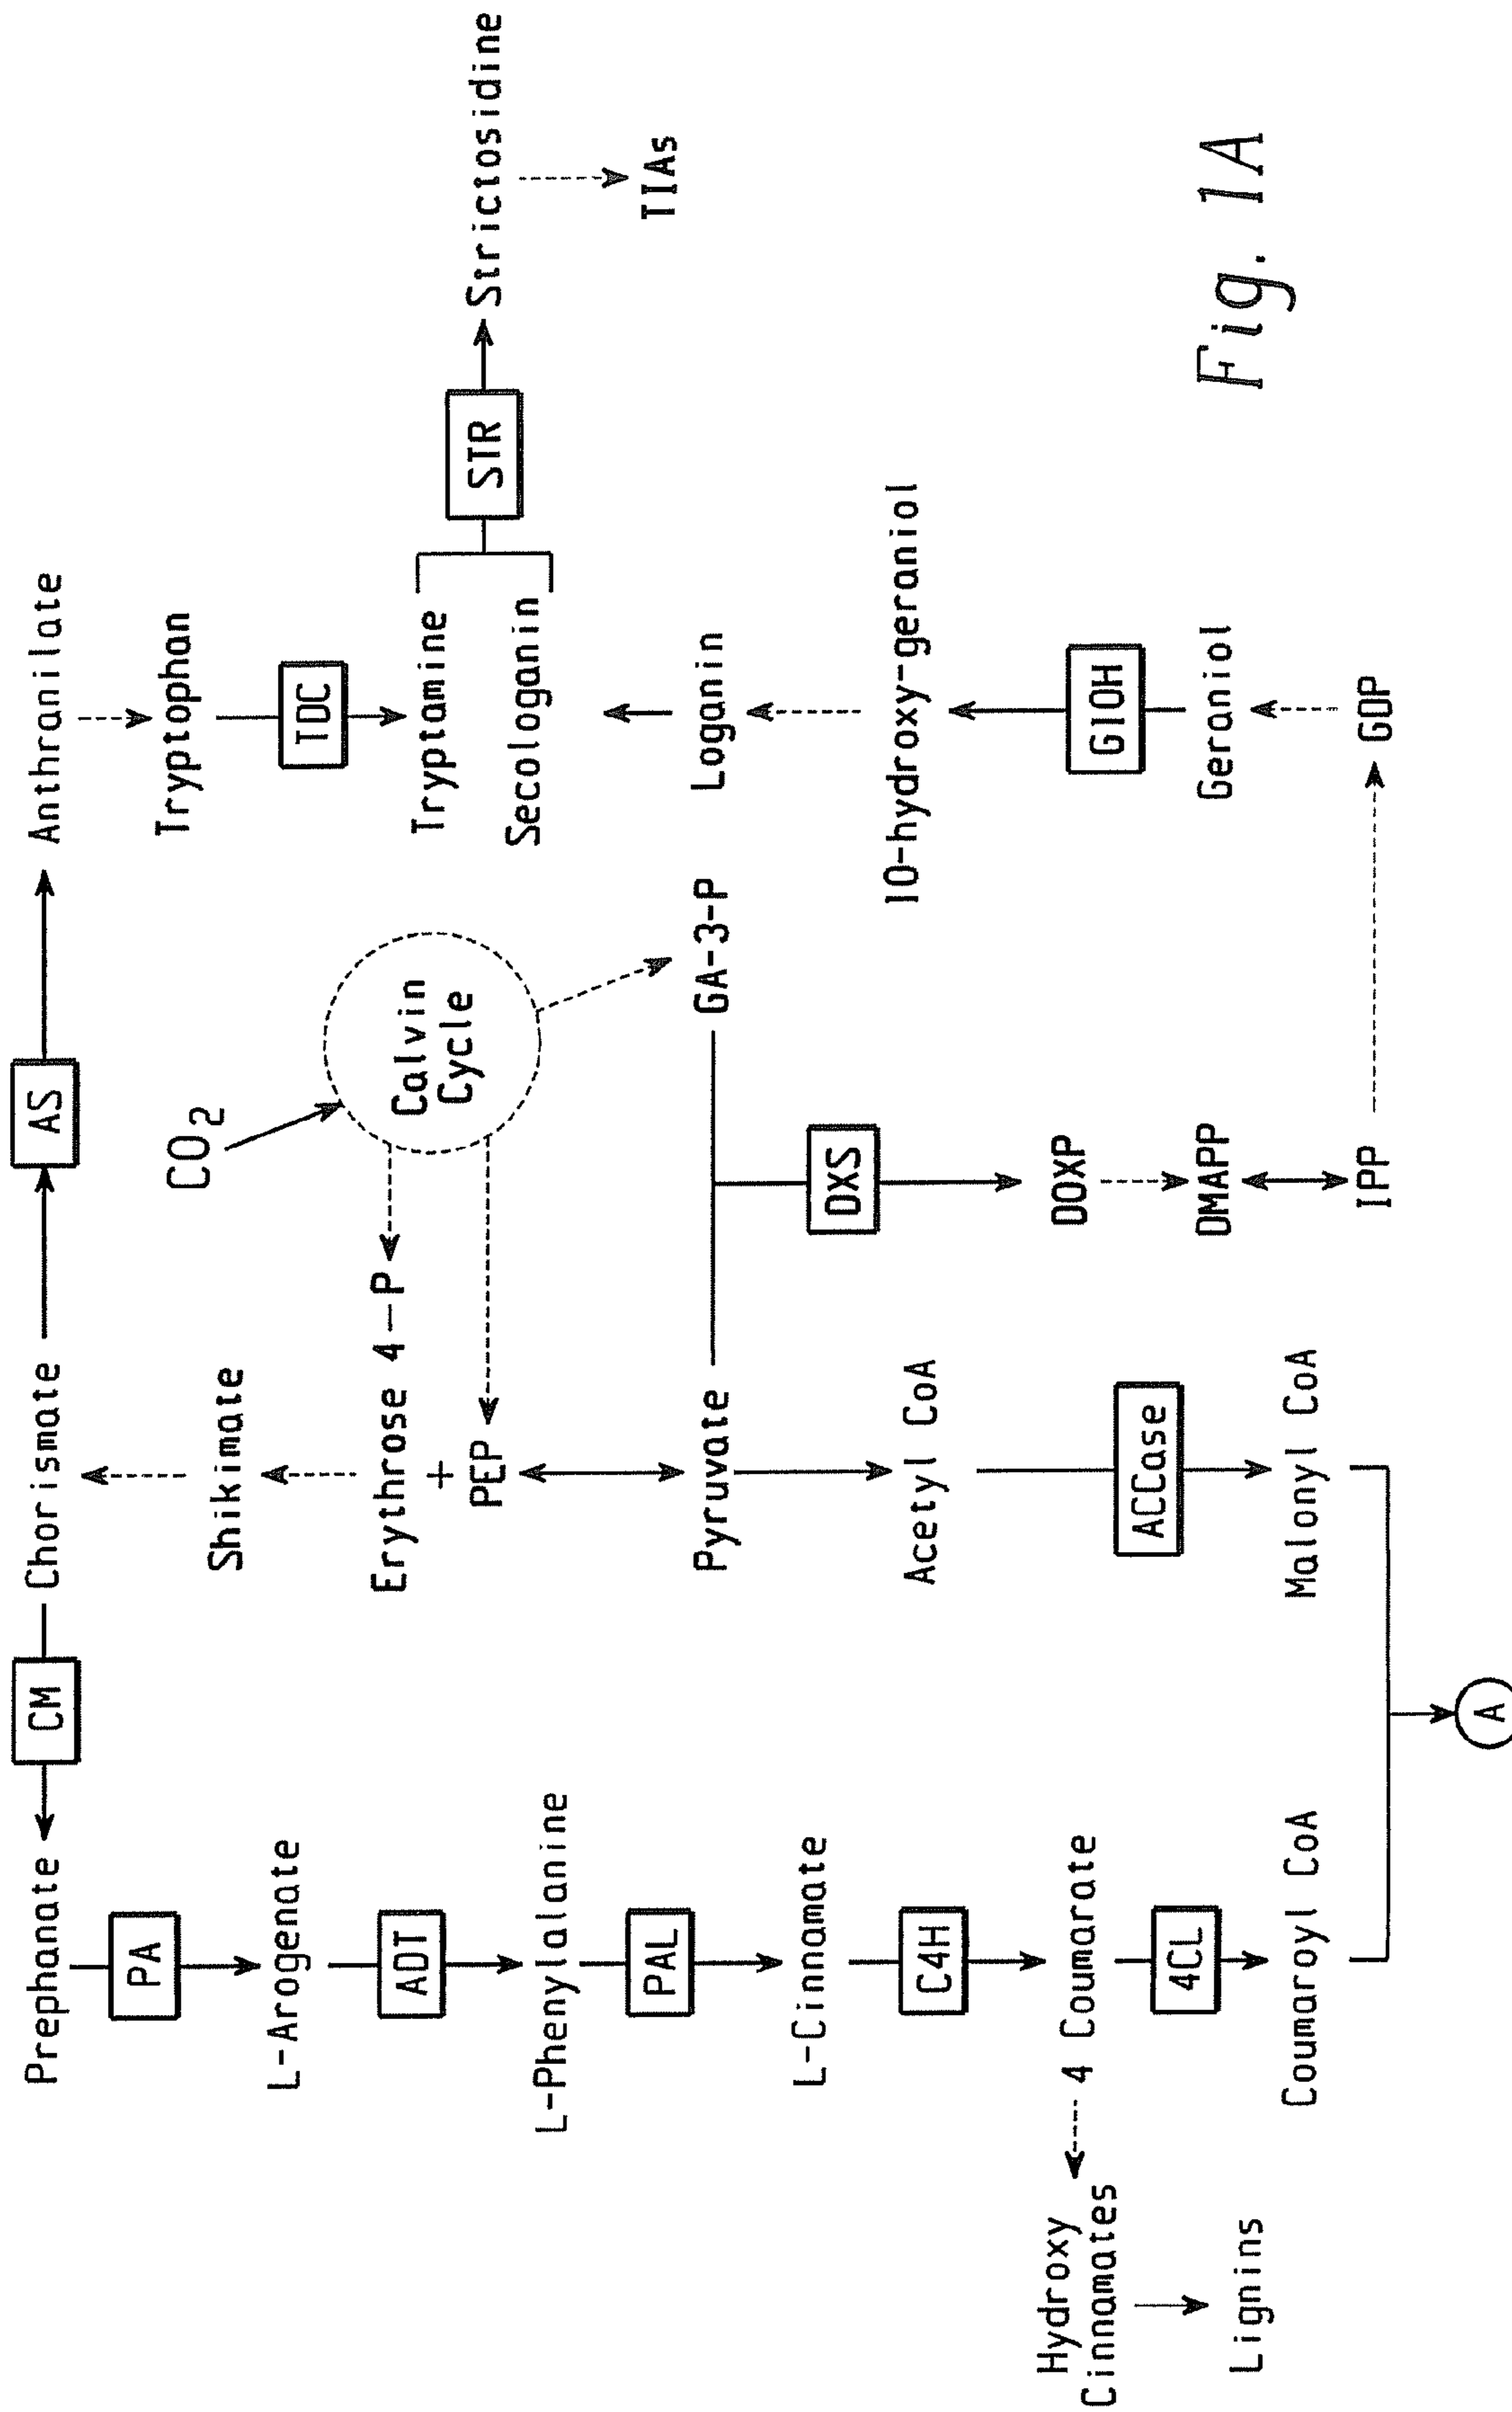 Prephanate
CM
Chorismate
AS
Anthranilate
PA
CO2
Tryptophan
L-Arogenate
Shikimate
TDC
ADT
Erythrose 4-P
+
PEP
Calvin
Cycle
Tryptamine
Secologanin
STR
Strictosidine
TIAs
L-Phenylalanine
PAL
Pyruvate
GA-3-P
Loganin
L-Cinnamate
DXS
C4H
Acetyl CoA
10-hydroxy-geraniol
Hydroxy
Cinnamates
4 Coumarate
DOXP
G10H
ACCase
4CL
DMAPP
Geraniol
Lignins
Coumaroyl CoA
Malonyl CoA
IPP
GDP
A
Fig. 1A